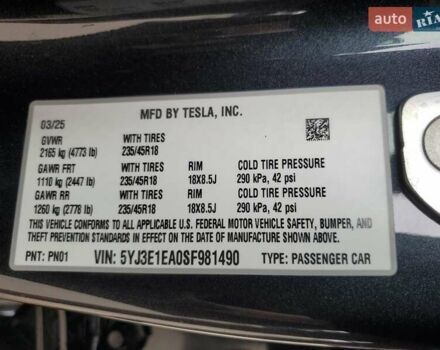 auto RIA
MFD BY TESLA, INC.
03/25
GVWR WITH TIRES
2165 kg (4773 lb) 235/45R18
GAWR FRT WITH TIRES RIM COLD TIRE PRESSURE
1110 kg (2447 lb) 235/45R18 18X8.5J 290 kPa, 42 psi
GAWR RR WITH TIRES RIM COLD TIRE PRESSURE
1260 kg (2778 lb) 235/45R18 18X8.5J 290 kPa, 42 psi
THIS VEHICLE CONFORMS TO ALL APPLICABLE U.S. FEDERAL MOTOR VEHICLE SAFETY, BUMPER, AND
THEFT PREVENTION STANDARDS IN EFFECT ON THE DATE OF MANUFACTURE SHOWN ABOVE.
PNT: PN01 VIN: 5YJ3E1EA0SF981490 TYPE: PASSENGER CAR